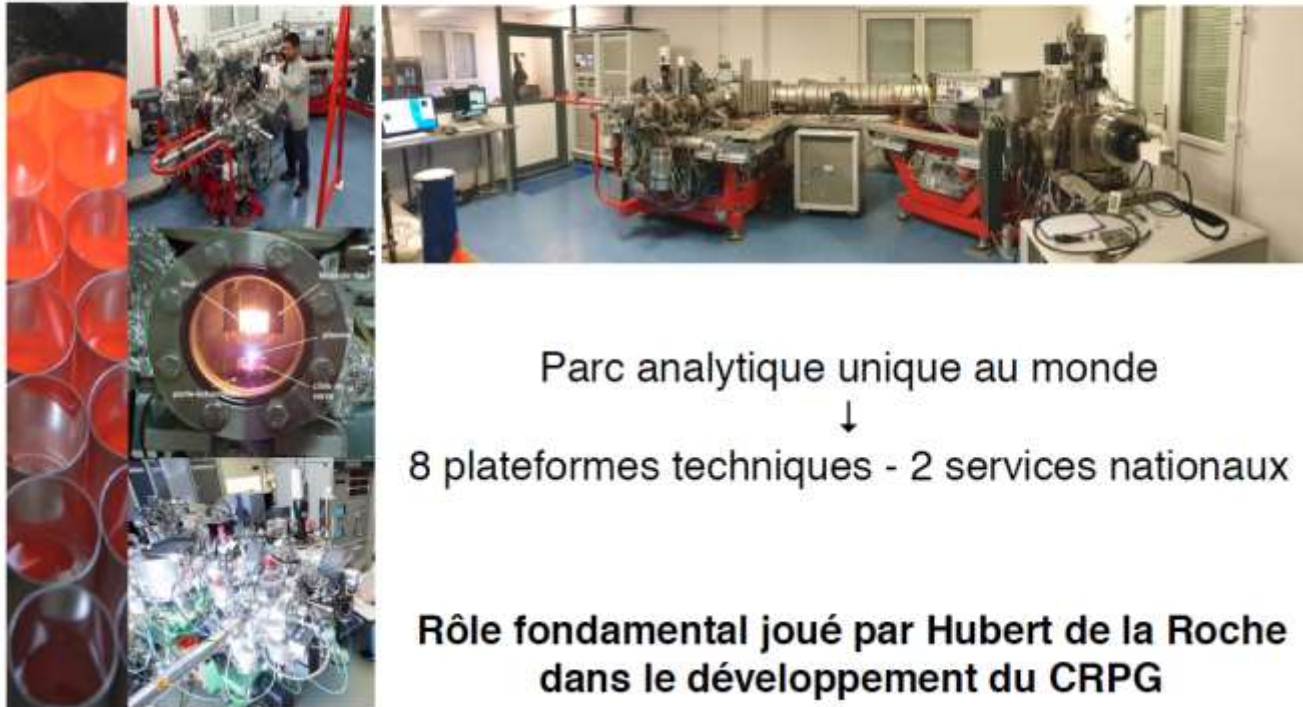 Parc analytique unique au monde
↓
8 plateformes techniques - 2 services nationaux
Rôle fondamental joué par Hubert de la Roche
dans le développement du CRPG